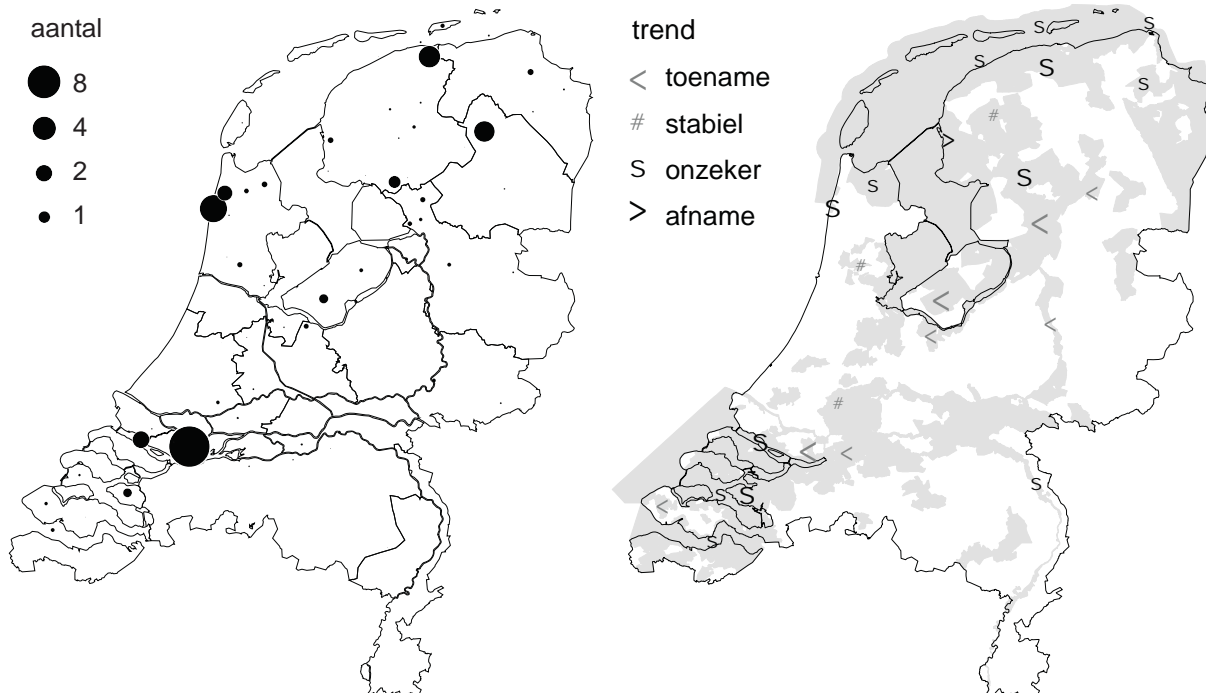 aantal
8
4
2
1
trend
< toename
# stabiel
S onzeker
> afname